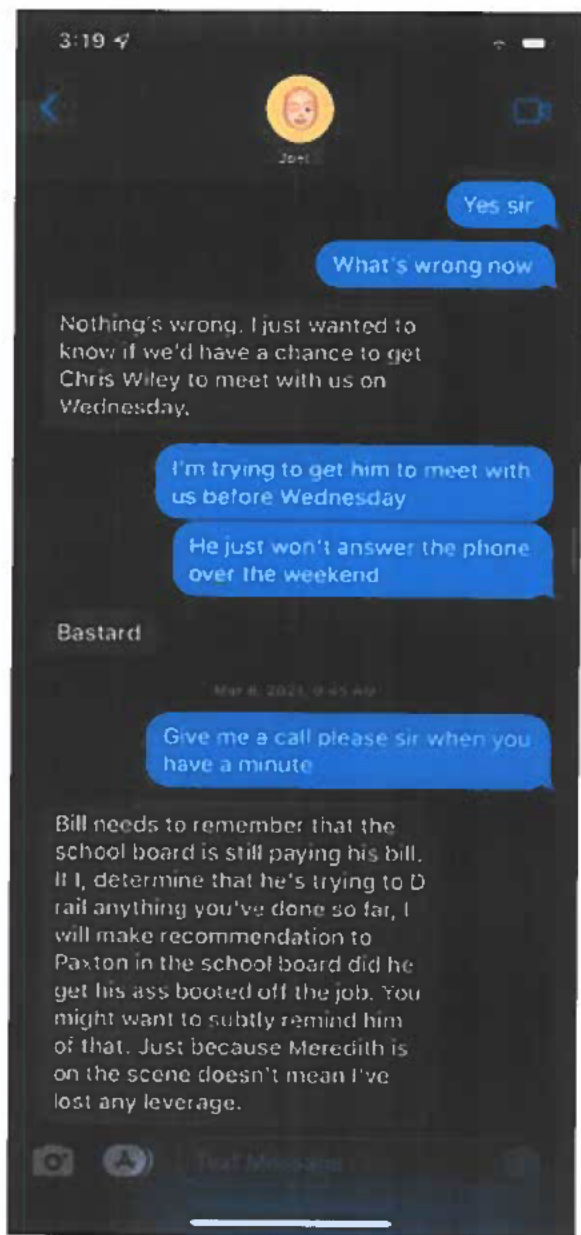 3:19
Joel
Yes sir
What's wrong now
Nothing's wrong. I just wanted to
know if we'd have a chance to get
Chris Wiley to meet with us on
Wednesday.
I'm trying to get him to meet with
us before Wednesday
He just won't answer the phone
over the weekend
Bastard
Mar 8, 2021, 9:45 AM
Give me a call please sir when you
have a minute
Bill needs to remember that the
school board is still paying his bill.
If I, determine that he's trying to D
rail anything you've done so far, I
will make recommendation to
Paxton in the school board did he
get his ass booted off the job. You
might want to subtly remind him
of that. Just because Meredith is
on the scene doesn't mean I've
lost any leverage.
Text Message